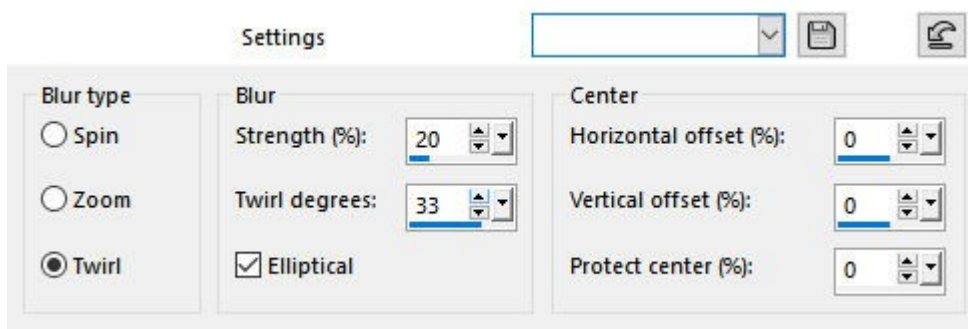 Settings
Blur type
Spin
Zoom
Twirl
Blur
Strength (%): 20
Twirl degrees: 33
Elliptical
Center
Horizontal offset (%): 0
Vertical offset (%): 0
Protect center (%): 0